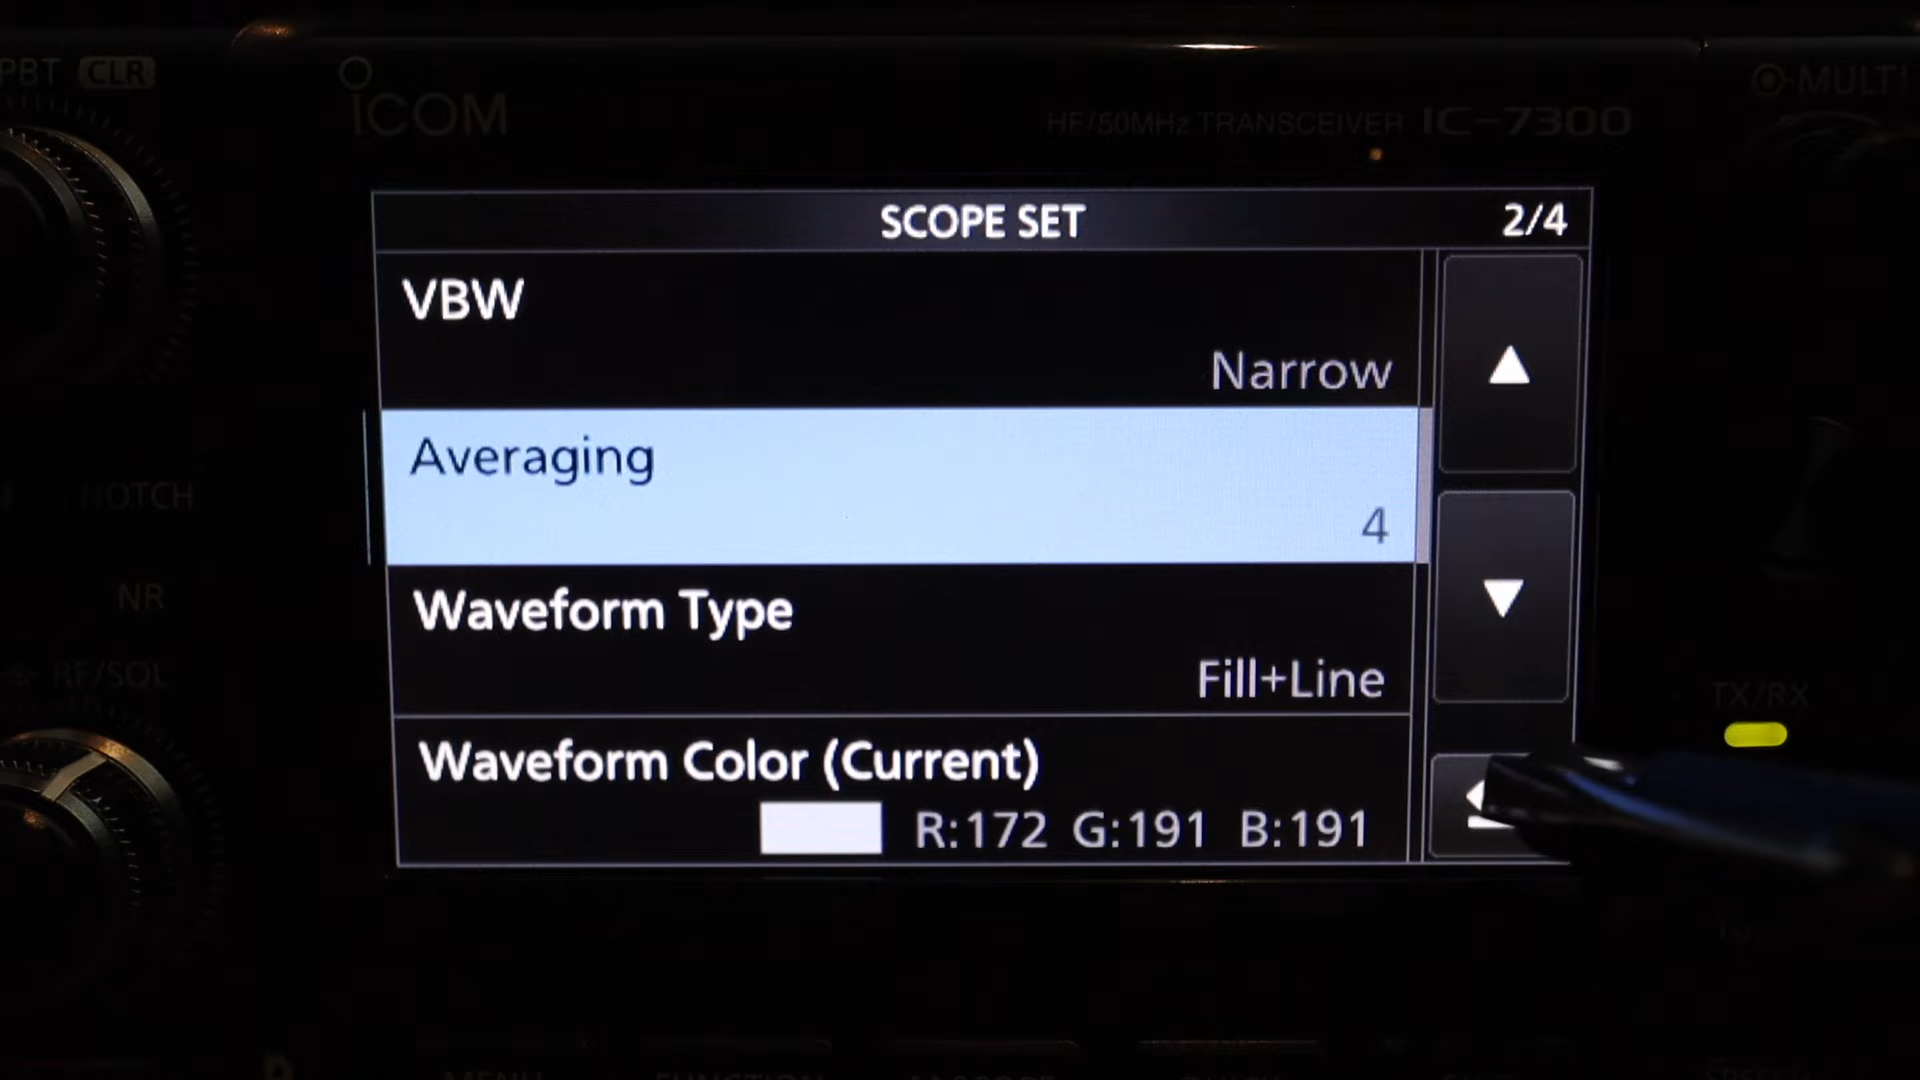 PBT CLR
ICOM
HF/50MHz TRANSCEIVER IC-7300
MULTI
SCOPE SET 2/4
VBW
Narrow
Averaging
4
Waveform Type
Fill+Line
Waveform Color (Current)
R:172 G:191 B:191
NOTCH
NR
RF/SQL
TX/RX